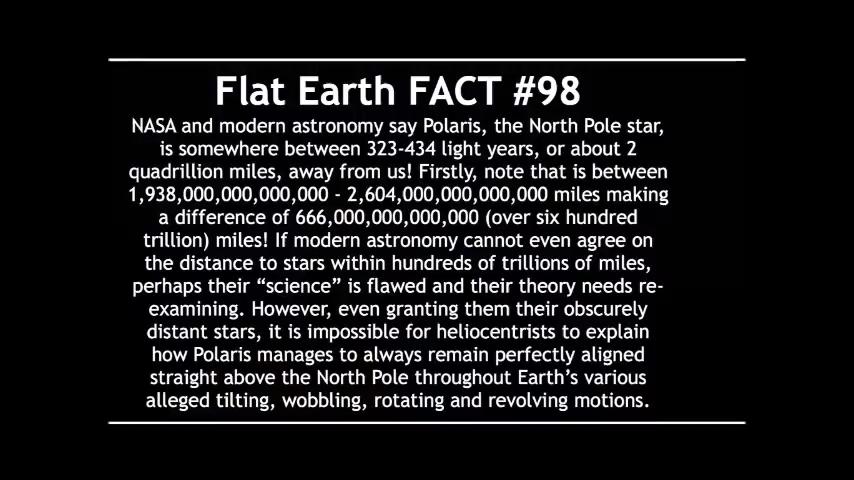 Flat Earth FACT #98
NASA and modern astronomy say Polaris, the North Pole star,
is somewhere between 323-434 light years, or about 2
quadrillion miles, away from us! Firstly, note that is between
1,938,000,000,000,000 - 2,604,000,000,000,000 miles making
a difference of 666,000,000,000,000 (over six hundred
trillion) miles! If modern astronomy cannot even agree on
the distance to stars within hundreds of trillions of miles,
perhaps their “science” is flawed and their theory needs re-
examining. However, even granting them their obscurely
distant stars, it is impossible for heliocentrists to explain
how Polaris manages to always remain perfectly aligned
straight above the North Pole throughout Earth’s various
alleged tilting, wobbling, rotating and revolving motions.